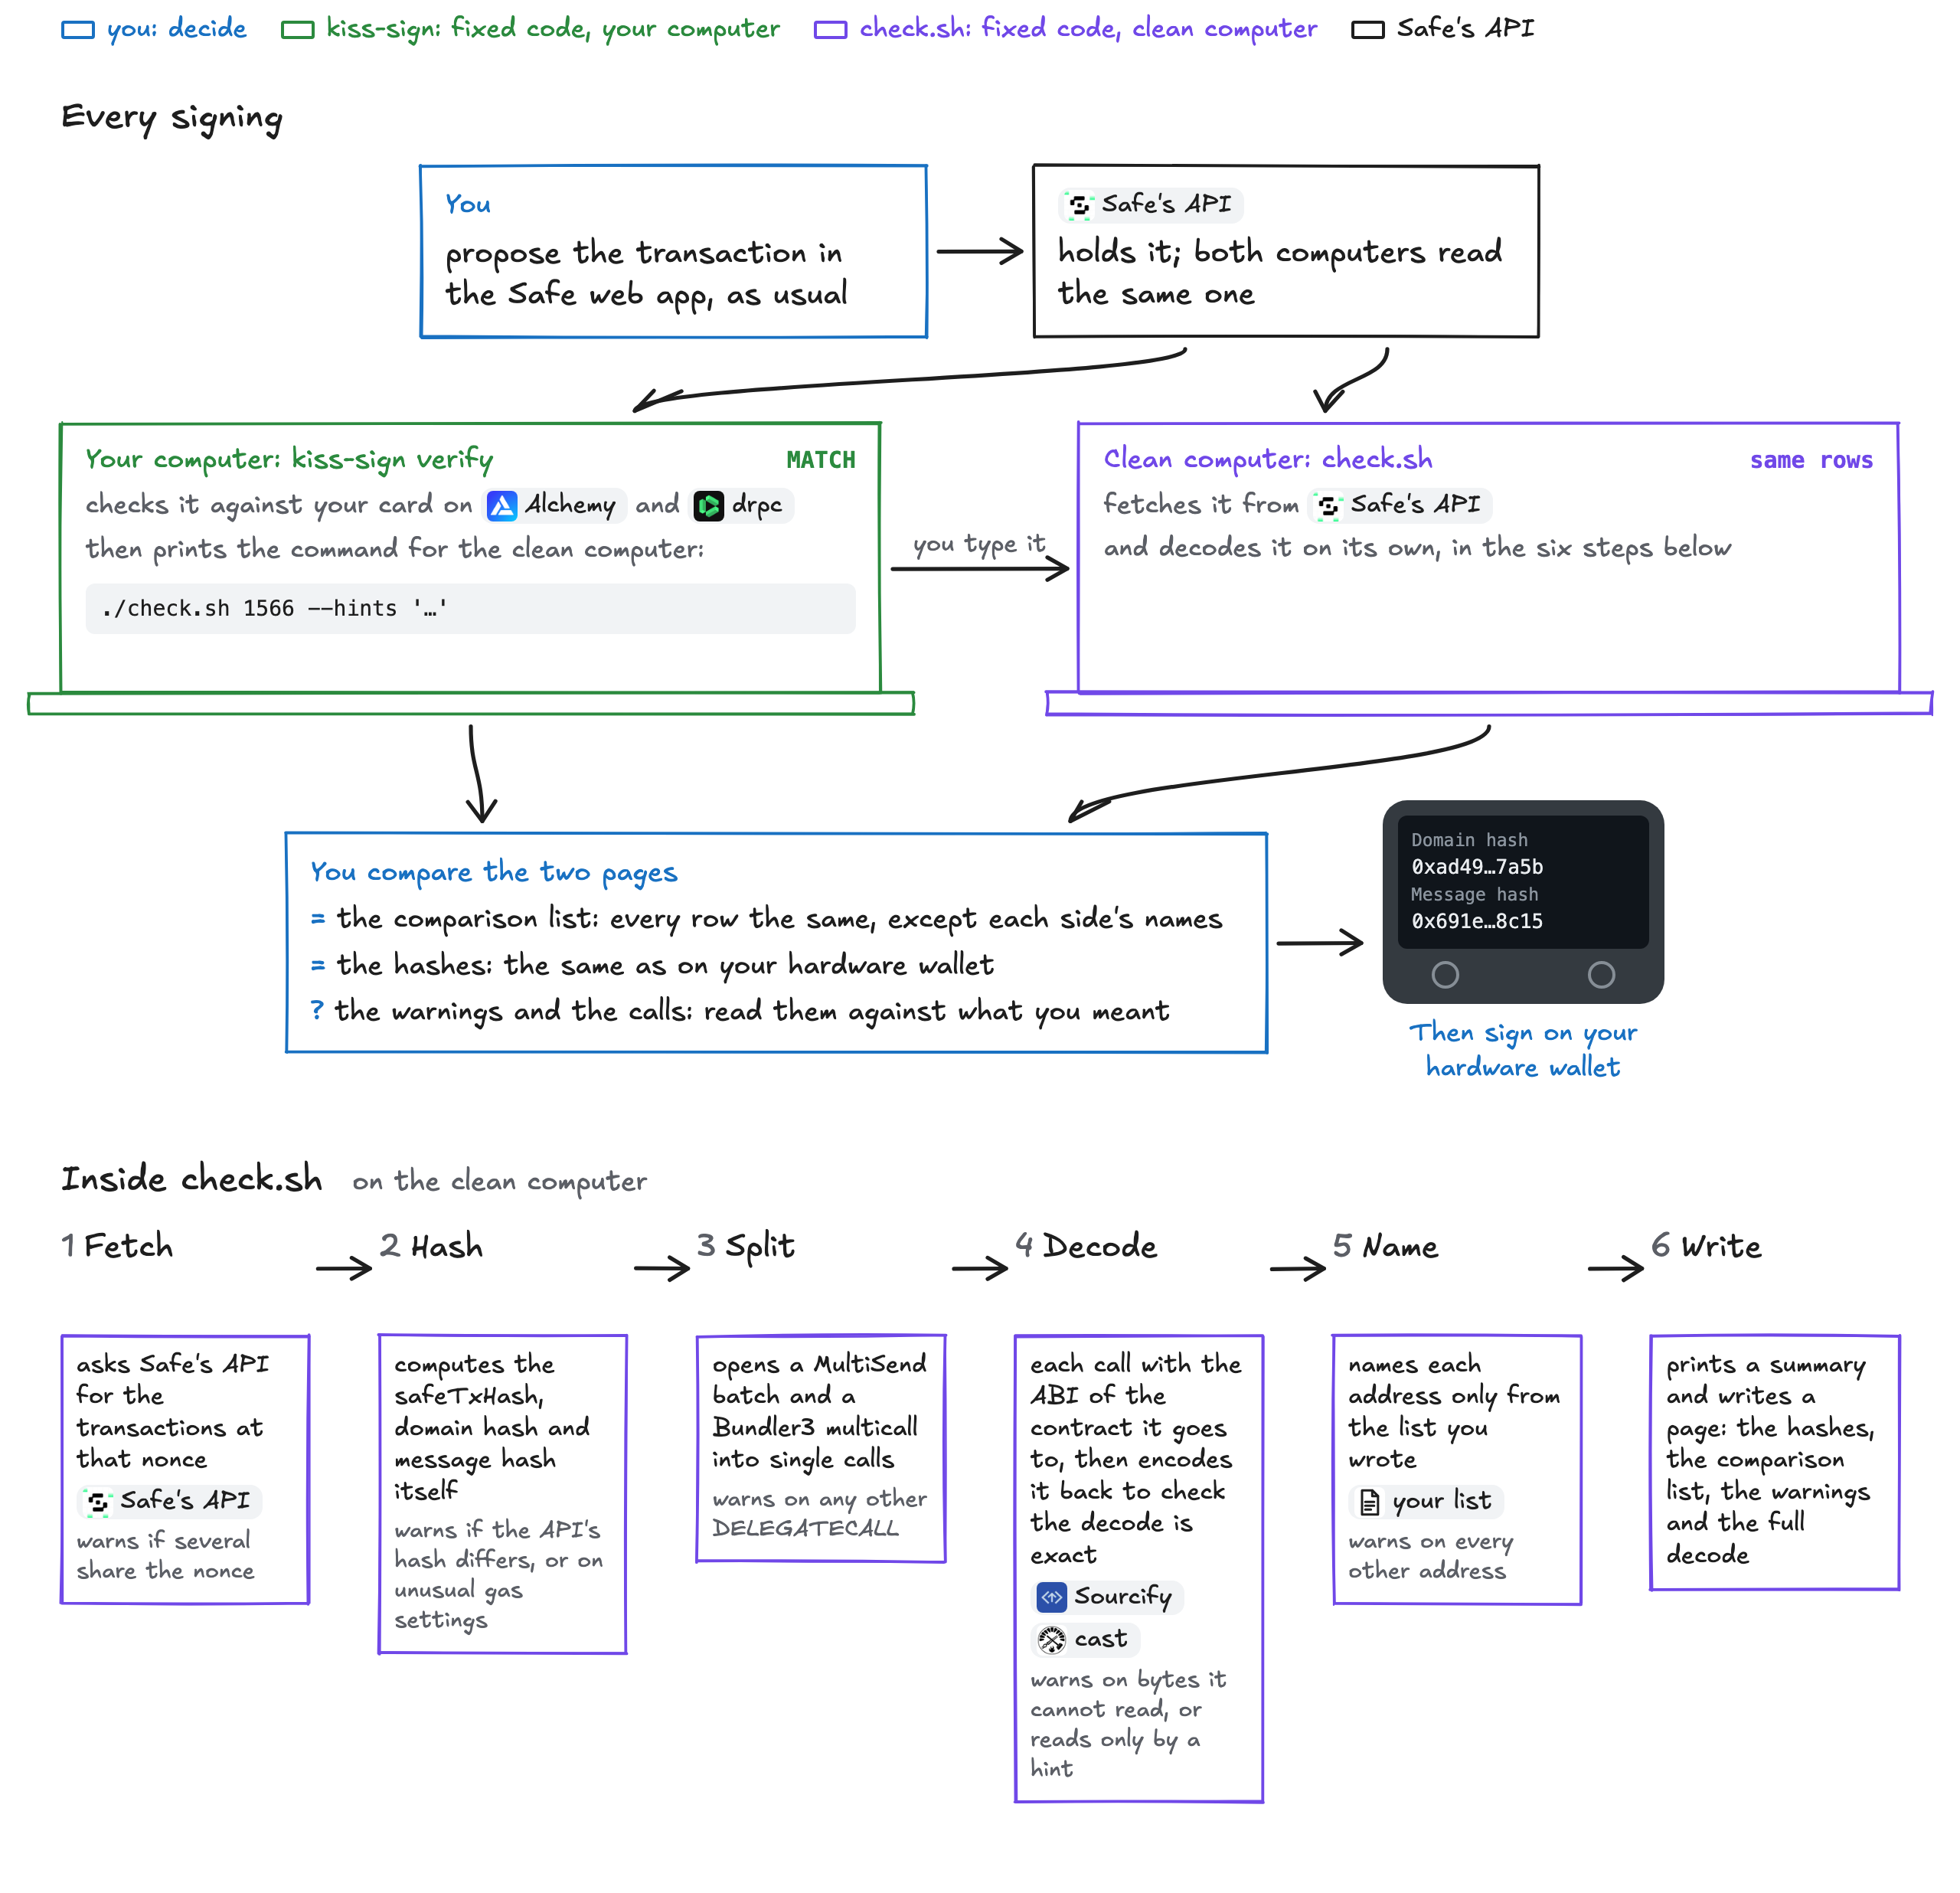 you: decide
kiss-sign: fixed code, your computer
check.sh: fixed code, clean computer
Safe's API
Every signing
You
propose the transaction in
the Safe web app, as usual
Safe's API
holds it; both computers read
the same one
Your computer: kiss-sign verify
MATCH
checks it against your card on Alchemy and drpc
then prints the command for the clean computer:
./check.sh 1566 --hints '…'
you type it
Clean computer: check.sh
same rows
fetches it from Safe's API
and decodes it on its own, in the six steps below
You compare the two pages
= the comparison list: every row the same, except each side's names
= the hashes: the same as on your hardware wallet
? the warnings and the calls: read them against what you meant
Domain hash
0xad49…7a5b
Message hash
0x691e…8c15
Then sign on your
hardware wallet
Inside check.sh on the clean computer
1 Fetch
asks Safe's API
for the
transactions at
that nonce
Safe's API
warns if several
share the nonce
2 Hash
computes the
safeTxHash,
domain hash and
message hash
itself
warns if the API's
hash differs, or on
unusual gas
settings
3 Split
opens a MultiSend
batch and a
Bundler3 multicall
into single calls
warns on any other
DELEGATECALL
4 Decode
each call with the
ABI of the
contract it goes
to, then encodes
it back to check
the decode is
exact
Sourcify
cast
warns on bytes it
cannot read, or
reads only by a
hint
5 Name
names each
address only from
the list you
wrote
your list
warns on every
other address
6 Write
prints a summary
and writes a
page: the hashes,
the comparison
list, the warnings
and the full
decode